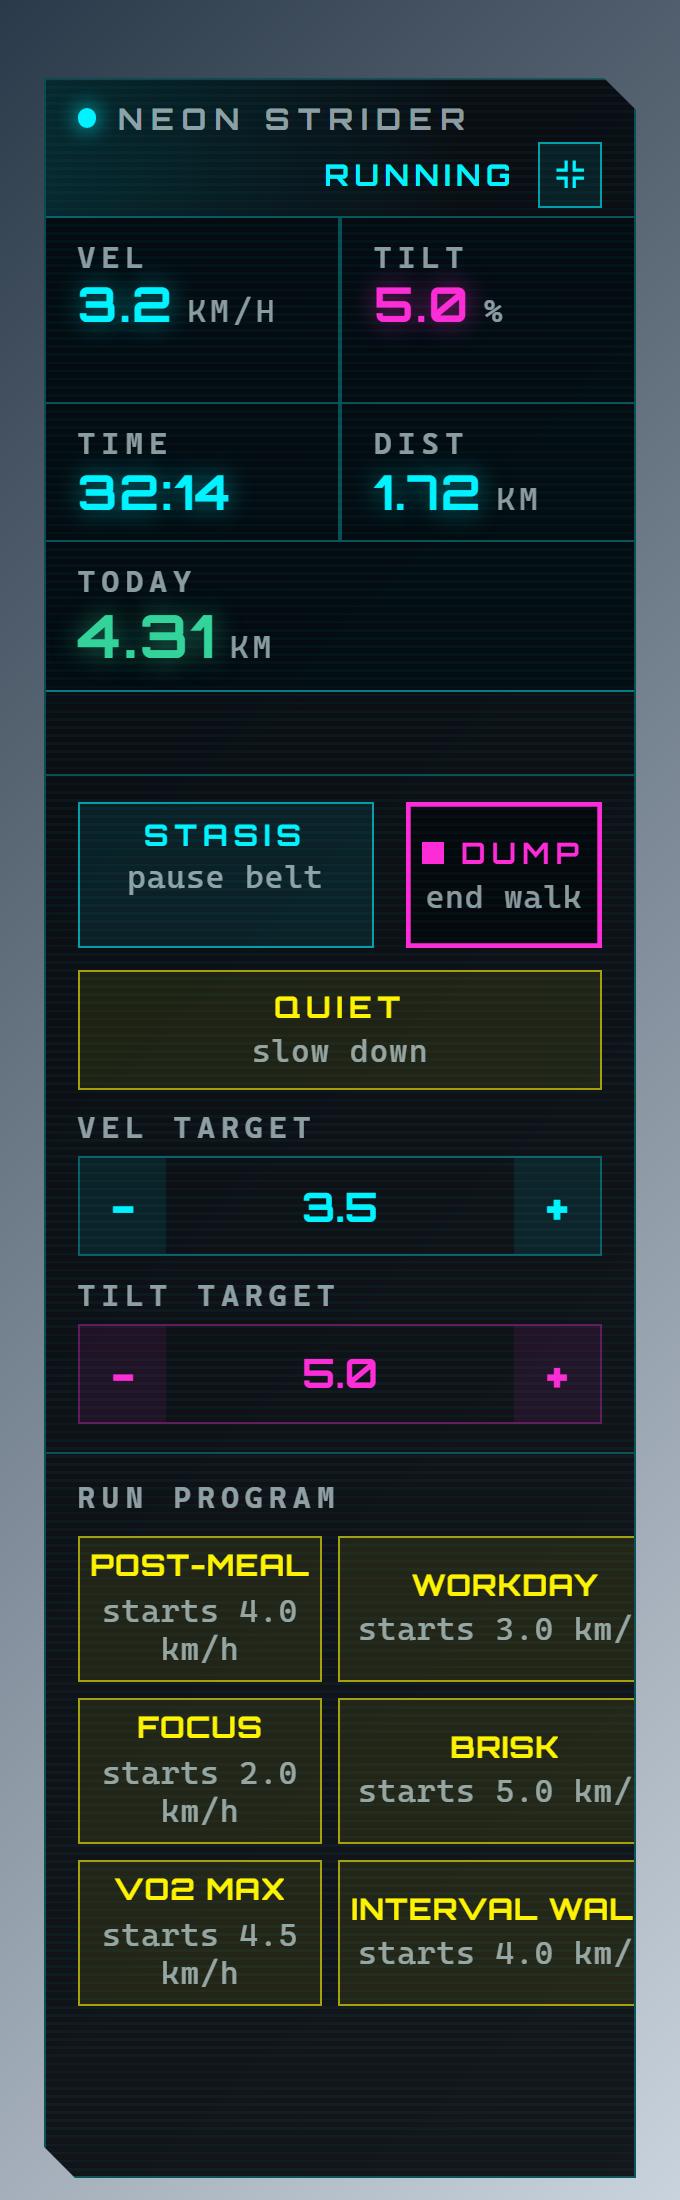 NEON STRIDER
RUNNING
VEL
3.2 KM/H
TILT
5.0 %
TIME
32:14
DIST
1.72 KM
TODAY
4.31 KM
STASIS
pause belt
DUMP
end walk
QUIET
slow down
VEL TARGET
- 3.5 +
TILT TARGET
- 5.0 +
RUN PROGRAM
POST-MEAL
starts 4.0
km/h
WORKDAY
starts 3.0 km/
FOCUS
starts 2.0
km/h
BRISK
starts 5.0 km/
VO2 MAX
starts 4.5
km/h
INTERVAL WAL
starts 4.0 km/